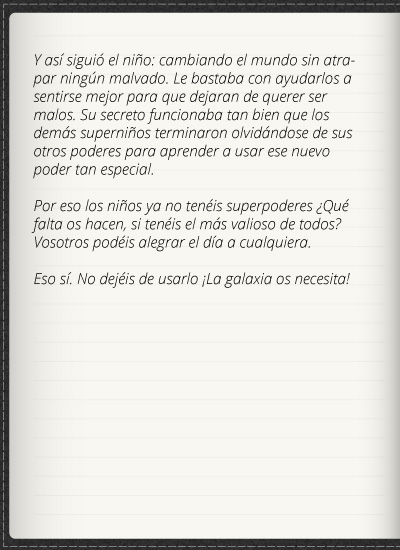 Y así siguió el niño: cambiando el mundo sin atra-
par ningún malvado. Le bastaba con ayudarlos a
sentirse mejor para que dejaran de querer ser
malos. Su secreto funcionaba tan bien que los
demás superniños terminaron olvidándose de sus
otros poderes para aprender a usar ese nuevo
poder tan especial.
Por eso los niños ya no tenéis superpoderes ¿Qué
falta os hacen, si tenéis el más valioso de todos?
Vosotros podéis alegrar el día a cualquiera.
Eso sí. No dejéis de usarlo ¡La galaxia os necesita!